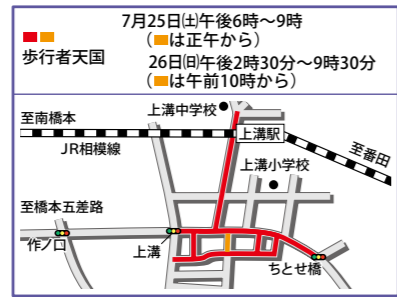 7月25日㈯午後6時～9時
（■は正午から）
歩行者天国
26日㈰午後2時30分～9時30分
（■は午前10時から）
上溝中学校
至南橋本
上溝駅
JR相模線
至番田
上溝小学校
至橋本五差路
作ノ口
上溝
ちとせ橋